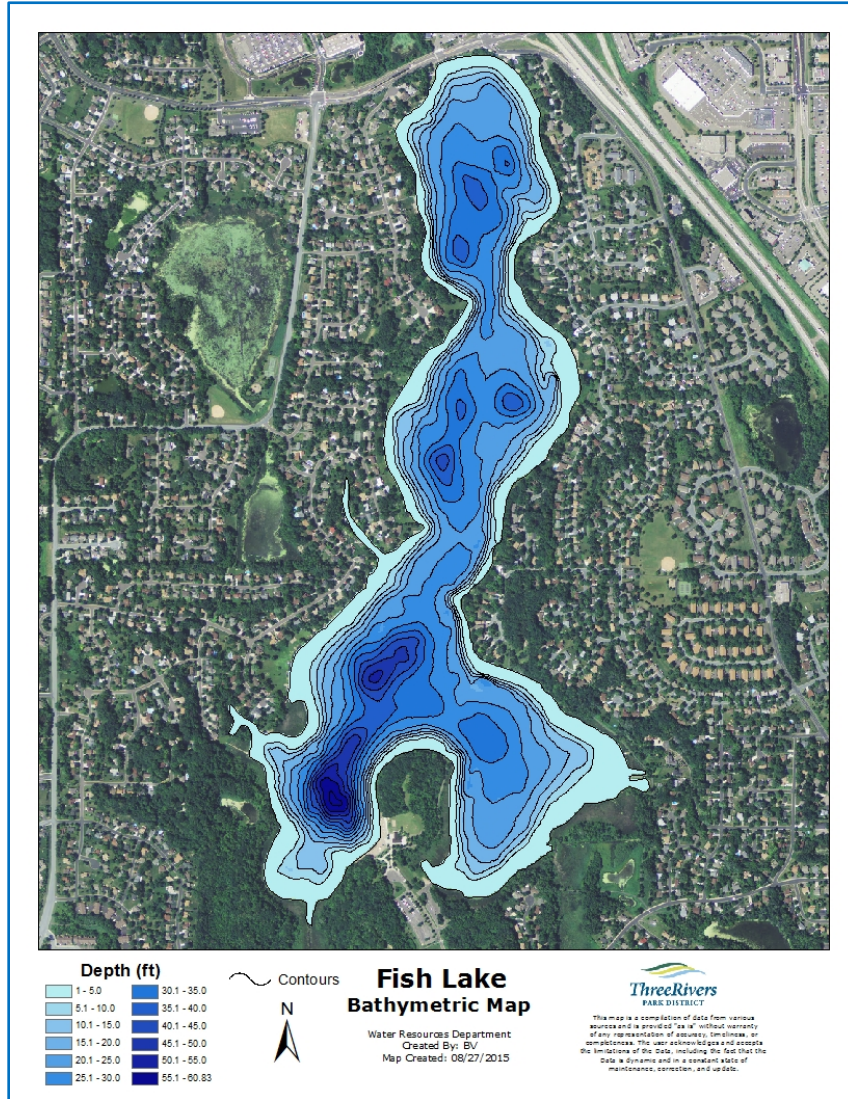 Depth (ft)
1 - 5.0
5.1 - 10.0
10.1 - 15.0
15.1 - 20.0
20.1 - 25.0
25.1 - 30.0
30.1 - 35.0
35.1 - 40.0
40.1 - 45.0
45.1 - 50.0
50.1 - 55.0
55.1 - 60.83
Contours
N
Fish Lake
Bathymetric Map
Water Resources Department
Created By: BV
Map Created: 08/27/2015
ThreeRivers
PARK DISTRICT
This map is a compilation of data from various
sources and is provided "as is" without warranty
of any representation of accuracy, timeliness, or
completeness. The user acknowledges and accepts
the limitations of the Data, including the fact that the
Data is dynamic and in a constant state of
maintenance, correction, and update.